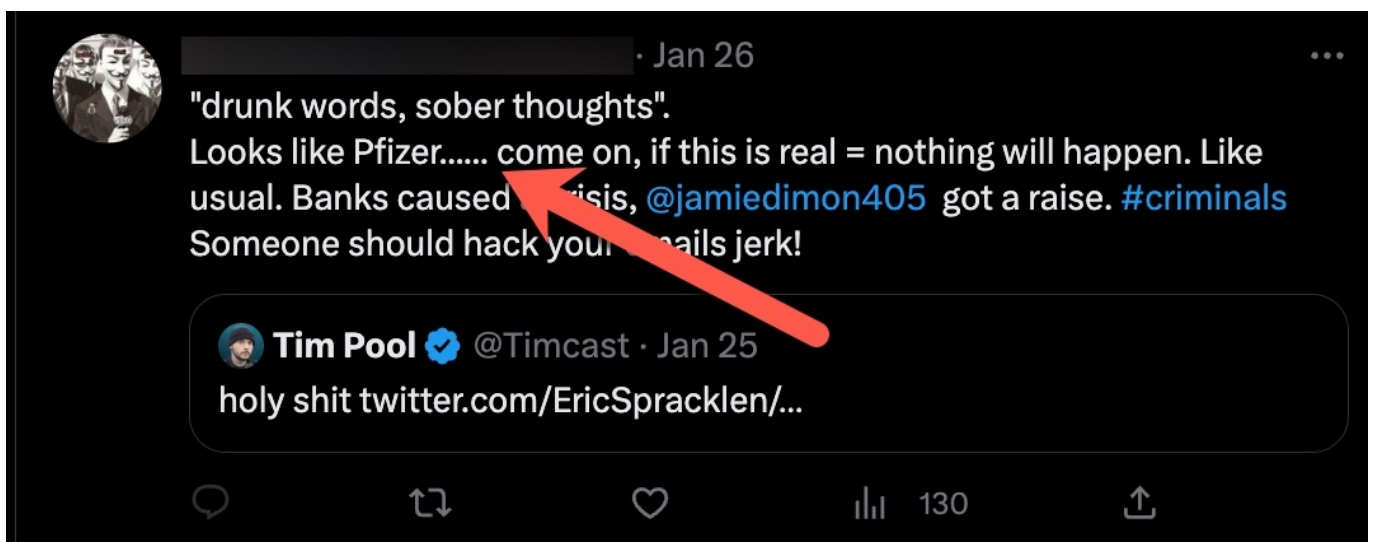 · Jan 26
"drunk words, sober thoughts".
Looks like Pfizer...... come on, if this is real = nothing will happen. Like
usual. Banks caused @jamiedimon405 got a raise. #criminals
Someone should hack your jerk!
Tim Pool @Timcast · Jan 25
holy shit twitter.com/EricSpracklen/...
130